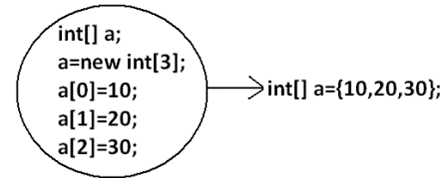 int[] a;
a=new int[3];
a[0]=10;
a[1]=20;
a[2]=30;
int[] a={10,20,30};